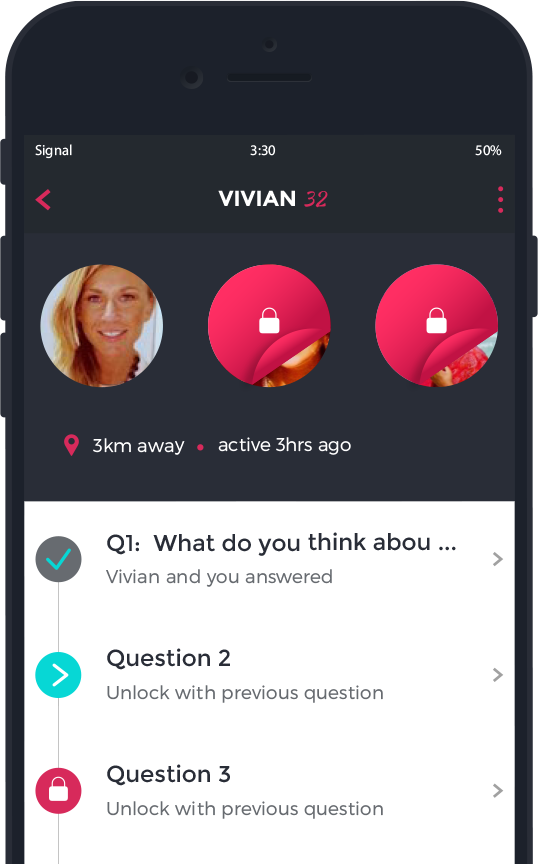 Signal 3:30 50%
VIVIAN 32
3km away • active 3hrs ago
Q1: What do you think abou ...
Vivian and you answered
Question 2
Unlock with previous question
Question 3
Unlock with previous question